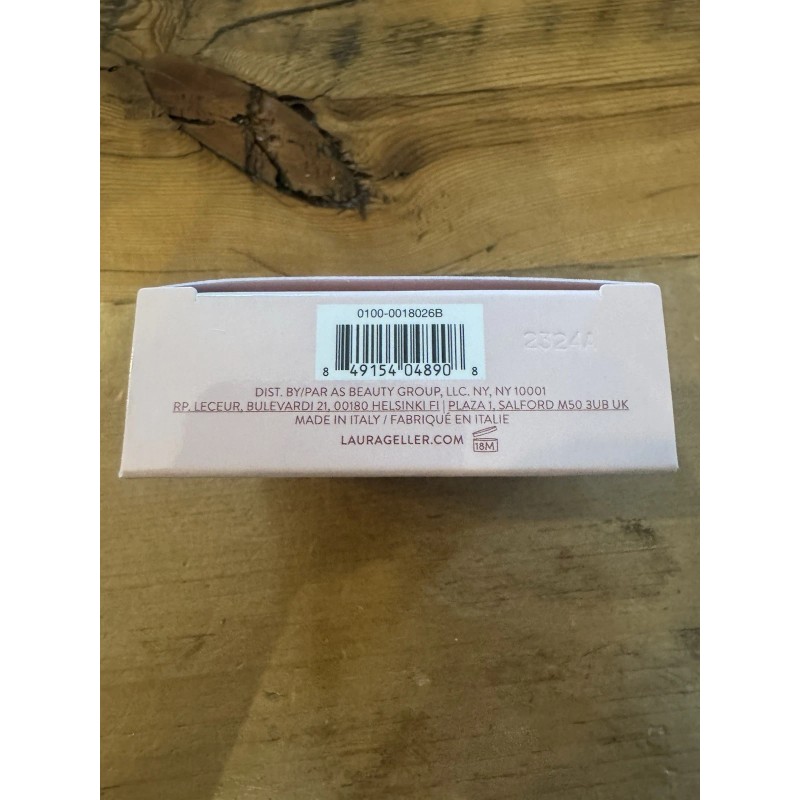 0100-0018026B
2324A
8 49154 04890 8
DIST. BY/PAR AS BEAUTY GROUP, LLC. NY, NY 10001
RP. LECEUR, BULEVARDI 21, 00180 HELSINKI FI | PLAZA 1, SALFORD M50 3UB UK
MADE IN ITALY / FABRIQUÉ EN ITALIE
LAURAGELLER.COM 18M